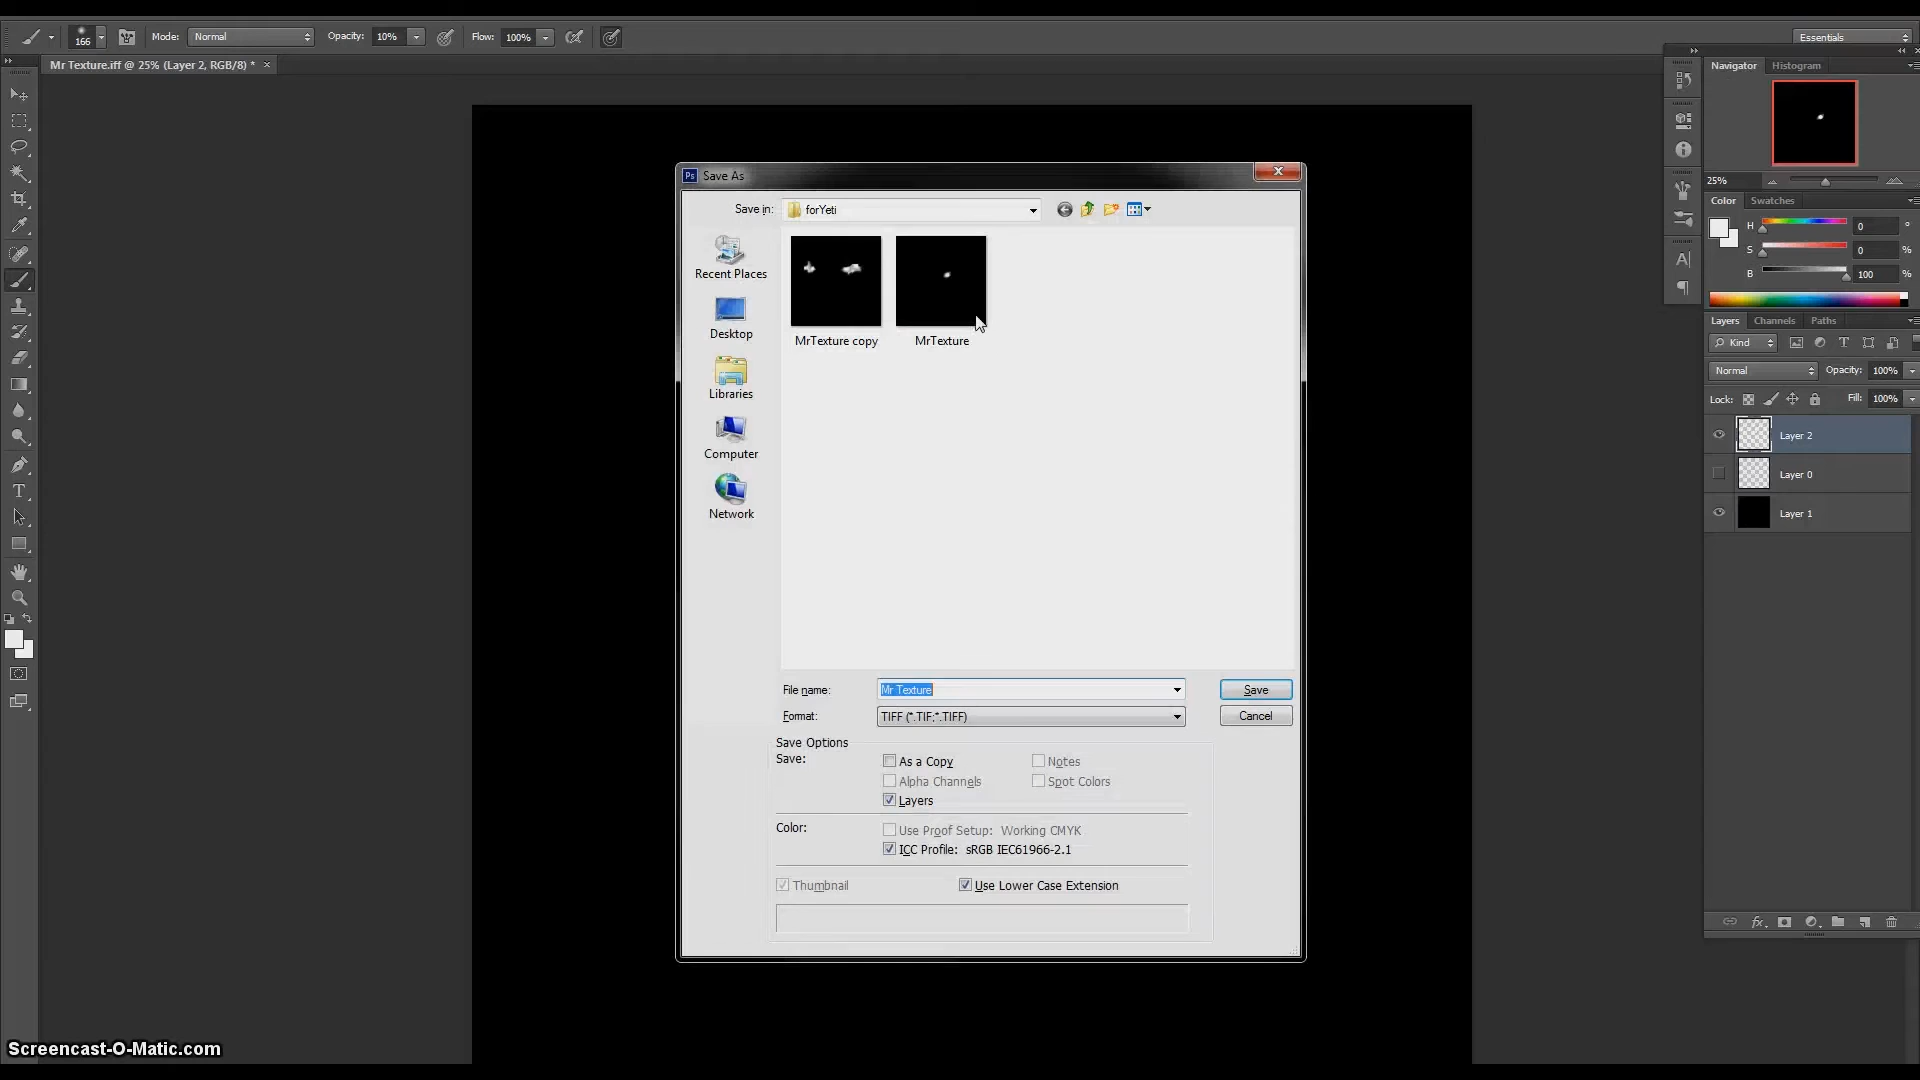 166
Mode:
Normal
Opacity:
10%
Flow:
100%
Essentials
Mr Texture.iff @ 25% (Layer 2, RGB/8) *
Navigator
Histogram
25%
Color
Swatches
H
0
°
S
0
%
B
100
%
Layers
Channels
Paths
Kind
Normal
Opacity:
100%
Lock:
Fill:
100%
Layer 2
Layer 0
Layer 1
fx
Ps
Save As
Save in:
forYeti
Recent Places
Desktop
Libraries
Computer
Network
MrTexture copy
MrTexture
File name:
Mr Texture
Save
Format:
TIFF (*.TIF;*.TIFF)
Cancel
Save Options
Save:
As a Copy
Notes
Alpha Channels
Spot Colors
Layers
Color:
Use Proof Setup: Working CMYK
ICC Profile: sRGB IEC61966-2.1
Thumbnail
Use Lower Case Extension
Screencast-O-Matic.com